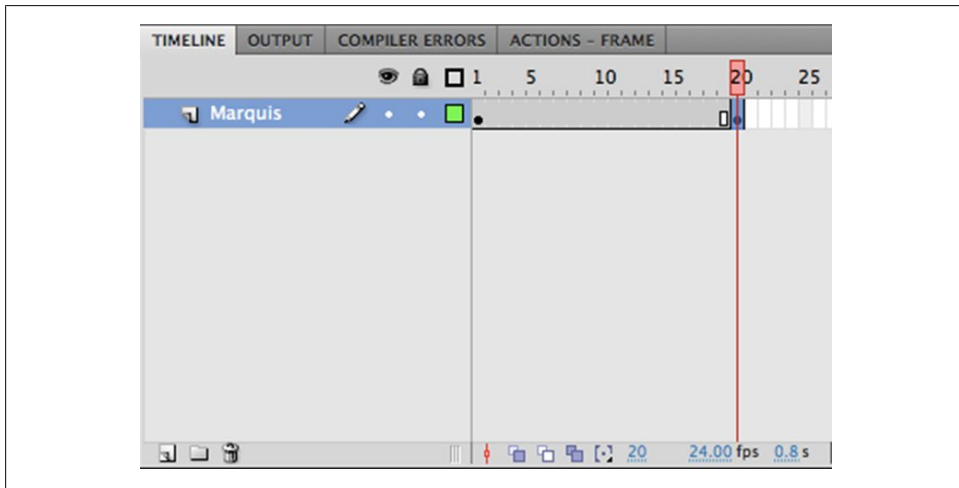 TIMELINE OUTPUT COMPILER ERRORS ACTIONS – FRAME
1 5 10 15 20 25
Marquis
20 24.00 fps 0.8 s